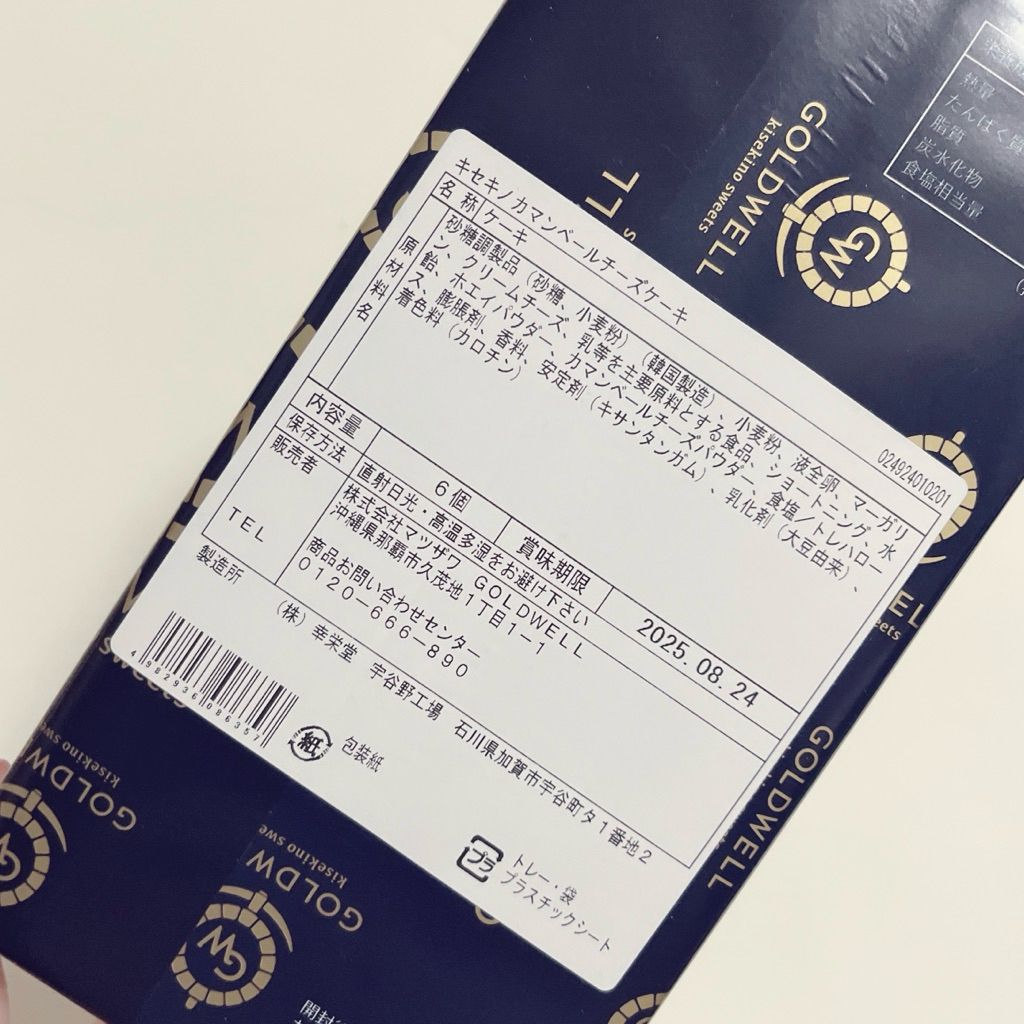 キセキノカマンベールチーズケーキ
024924010201
名称 ケーキ
原材料名
砂糖調製品（砂糖、小麦粉）（韓国製造）、小麦粉、液全卵、マーガリ
ン、クリームチーズ、乳等を主要原料とする食品、ショートニング、水
飴、ホエイパウダー、カマンベールチーズパウダー、食塩／トレハロー
ス、膨脹剤、香料、安定剤（キサンタンガム）、乳化剤（大豆由来）、
着色料（カロチン）
内容量 6個 賞味期限 2025.08.24
保存方法 直射日光・高温多湿をお避け下さい
販売者 株式会社マツザワ GOLDWELL
沖縄県那覇市久茂地1丁目1−1
商品お問い合わせセンター
TEL 0120−666−890
製造所 （株）幸栄堂 宇谷野工場 石川県加賀市宇谷町タ1番地2
4982936086357
紙 包装紙
プラ トレー・袋
プラスチックシート
熱量
たんぱく質
脂質
炭水化物
食塩相当量
GOLDWELL
kisekino sweets
GW
GOLDWELL
GOLDW
kisekino swe
GW
GOLDW
kisekino swe
GW
開封